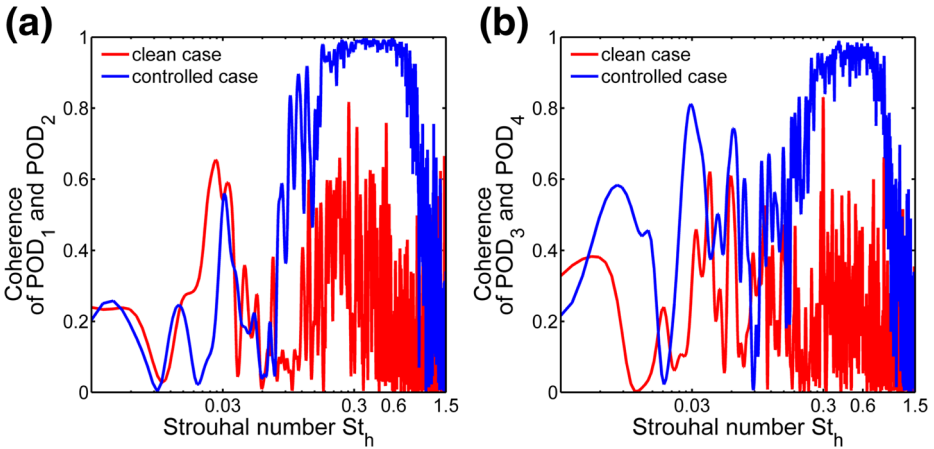 (a)
1
0.8
0.6
0.4
0.2
0
Coherence
of POD1 and POD2
clean case
controlled case
0.03
0.3
0.6
1.5
Strouhal number Sth
(b)
1
0.8
0.6
0.4
0.2
0
Coherence
of POD3 and POD4
clean case
controlled case
0.03
0.3
0.6
1.5
Strouhal number Sth